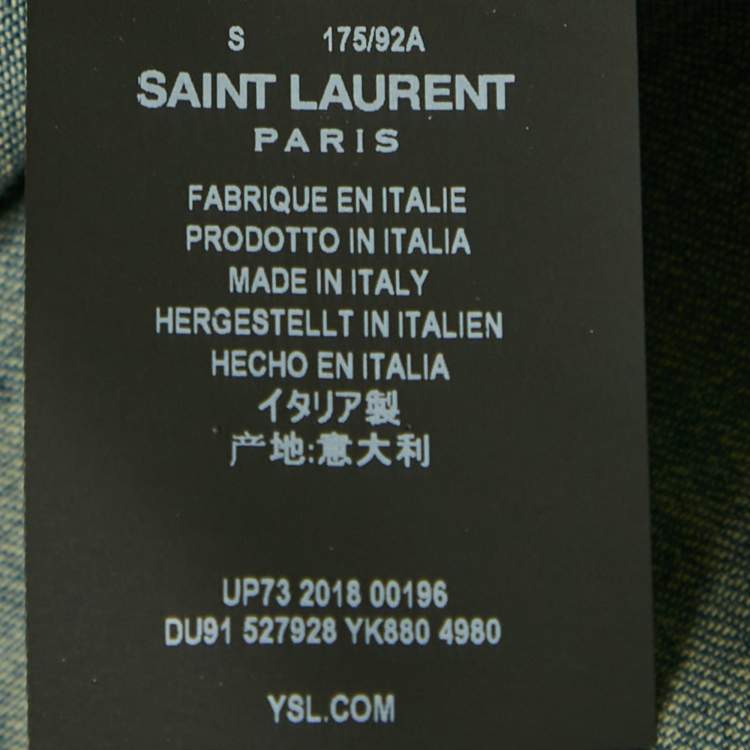 S 175/92A
SAINT LAURENT
PARIS
FABRIQUE EN ITALIE
PRODOTTO IN ITALIA
MADE IN ITALY
HERGESTELLT IN ITALIEN
HECHO EN ITALIA
イタリア製
产地:意大利
UP73 2018 00196
DU91 527928 YK880 4980
YSL.COM